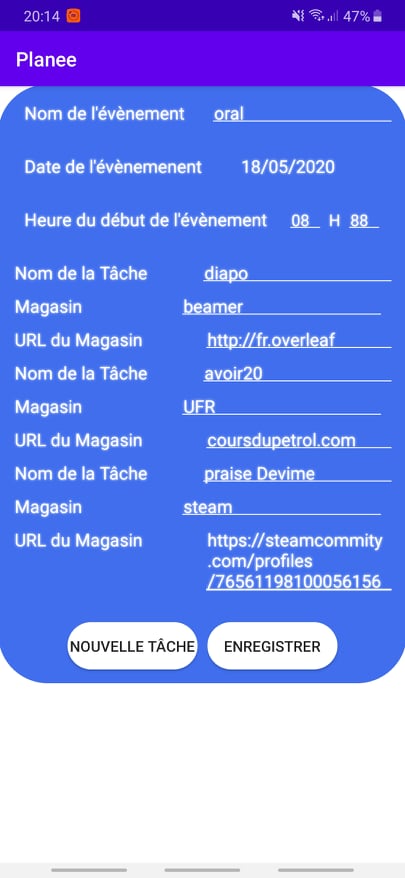 20:14 47%
Planee
Nom de l'évènement oral
Date de l'évènemenent 18/05/2020
Heure du début de l'évènement 08 H 88
Nom de la Tâche diapo
Magasin beamer
URL du Magasin http://fr.overleaf
Nom de la Tâche avoir20
Magasin UFR
URL du Magasin coursdupetrol.com
Nom de la Tâche praise Devime
Magasin steam
URL du Magasin https://steamcommity
.com/profiles
/76561198100056156
NOUVELLE TÂCHE ENREGISTRER